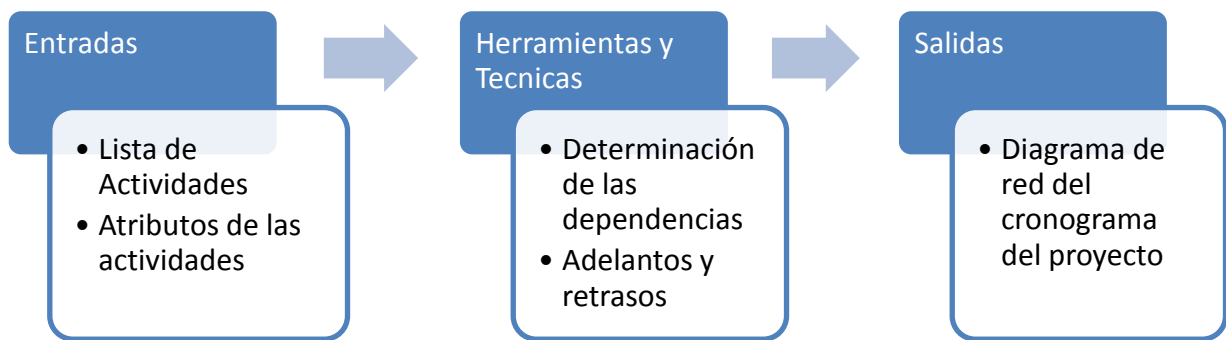 Entradas
• Lista de
Actividades
• Atributos de las
actividades
Herramientas y
Tecnicas
• Determinación
de las
dependencias
• Adelantos y
retrasos
Salidas
• Diagrama de
red del
cronograma
del proyecto